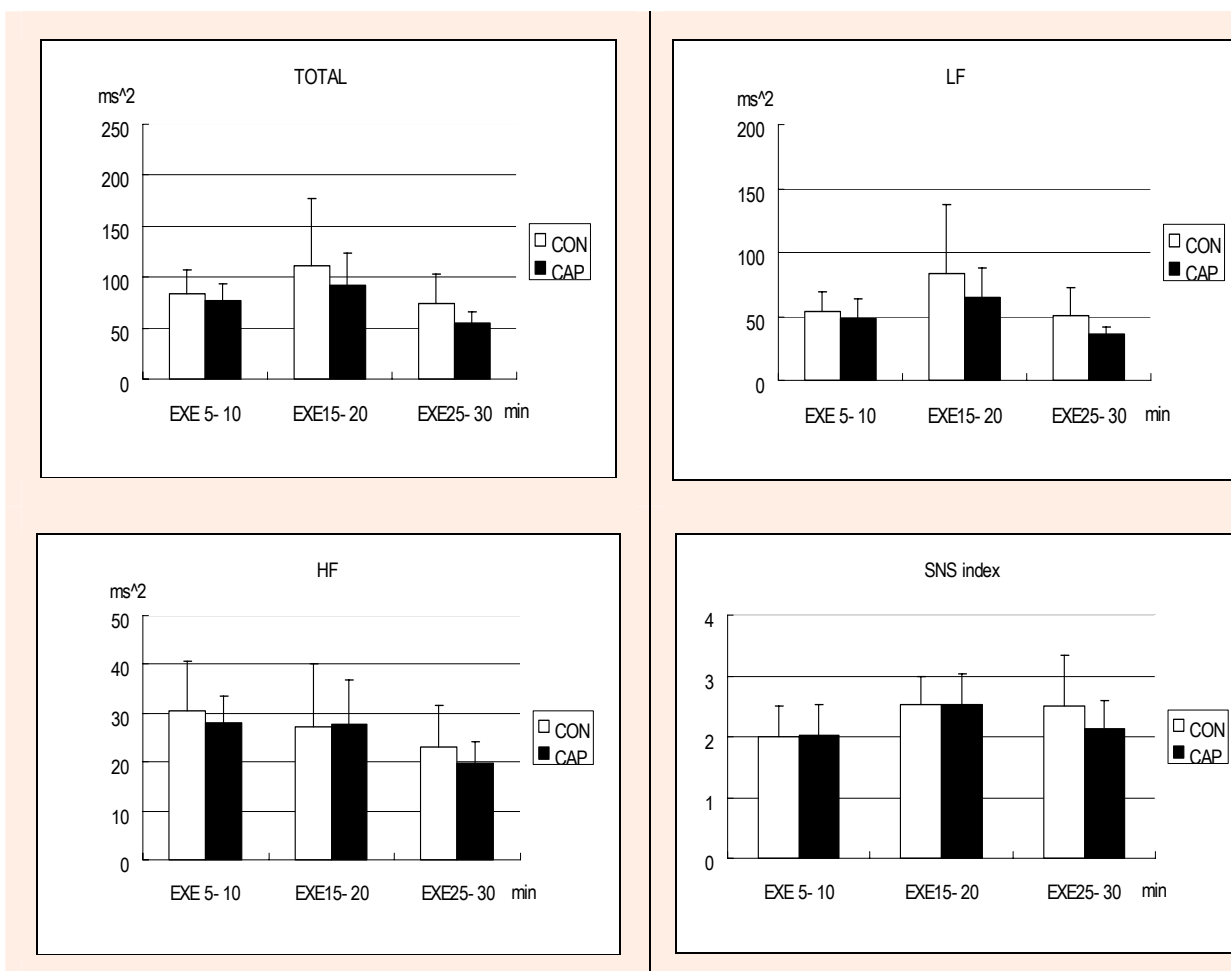 TOTAL
ms^2
250
200
150
100
50
0
CON
CAP
EXE 5- 10 EXE15- 20 EXE25- 30 min
LF
ms^2
200
150
100
50
0
CON
CAP
EXE 5- 10 EXE15- 20 EXE25- 30 min
HF
ms^2
50
40
30
20
10
0
CON
CAP
EXE 5- 10 EXE15- 20 EXE25- 30 min
SNS index
4
3
2
1
0
CON
CAP
EXE 5- 10 EXE15- 20 EXE25- 30 min